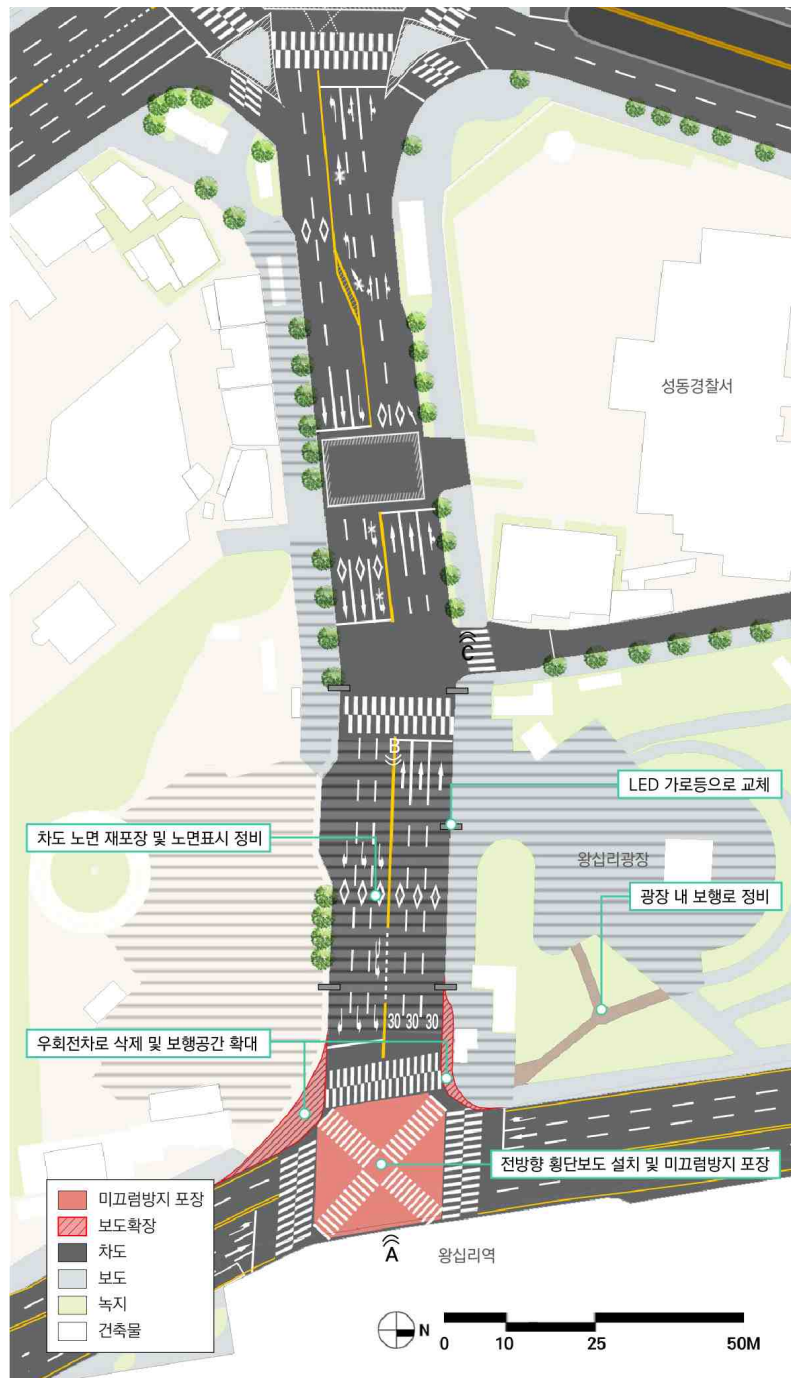 성동경찰서
C
B
LED 가로등으로 교체
차도 노면 재포장 및 노면표시 정비
왕십리광장
광장 내 보행로 정비
30 30 30
우회전차로 삭제 및 보행공간 확대
전방향 횡단보도 설치 및 미끄럼방지 포장
미끄럼방지 포장
보도확장
차도
보도
녹지
건축물
A
왕십리역
N
0 10 25 50M